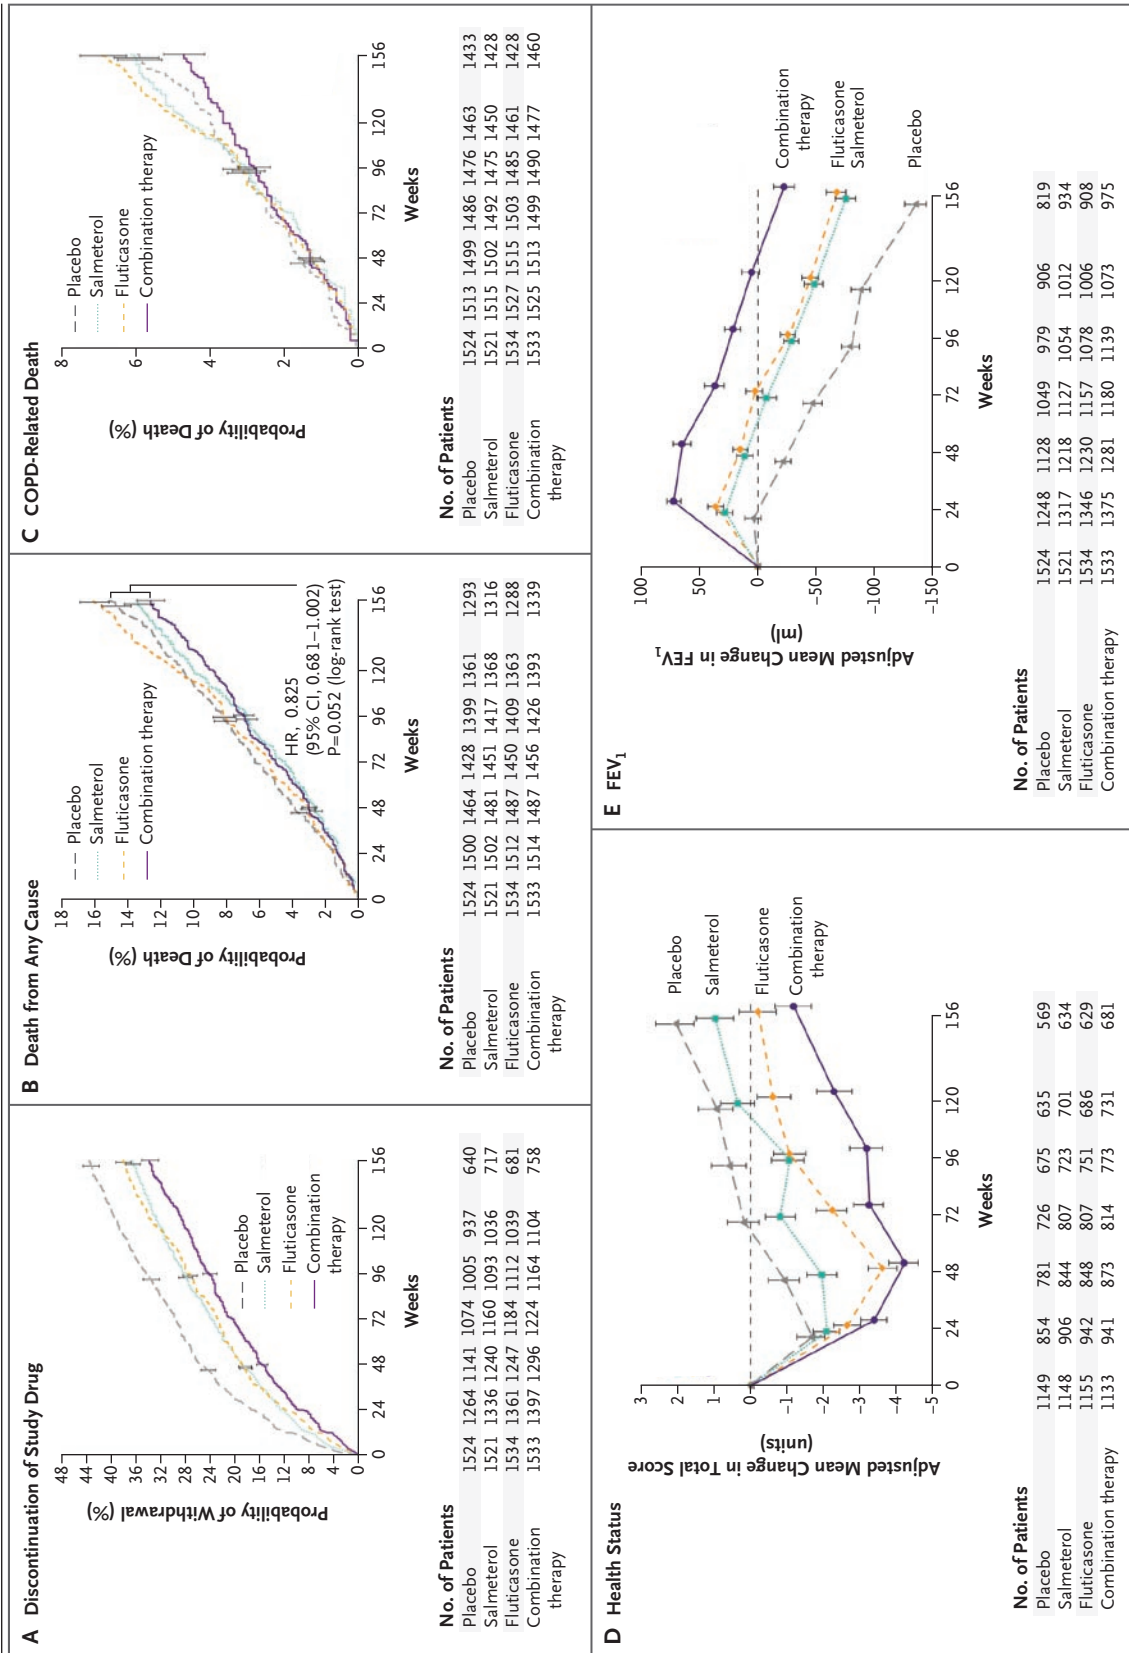 A Discontinuation of Study Drug
Probability of Withdrawal (%)
48
44
40
36
32
28
24
20
16
12
8
4
0
0 24 48 72 96 120 156
Weeks
Placebo
Salmeterol
Fluticasone
Combination
therapy
No. of Patients
Placebo 1524 1264 1141 1074 1005 937 640
Salmeterol 1521 1336 1240 1160 1093 1036 717
Fluticasone 1534 1361 1247 1184 1112 1039 681
Combination 1533 1397 1296 1224 1164 1104 758
therapy
B Death from Any Cause
Probability of Death (%)
18
16
14
12
10
8
6
4
2
0
0 24 48 72 96 120 156
Weeks
Placebo
Salmeterol
Fluticasone
Combination therapy
HR, 0.825
(95% CI, 0.681–1.002)
P=0.052 (log-rank test)
No. of Patients
Placebo 1524 1500 1464 1428 1399 1361 1293
Salmeterol 1521 1502 1481 1451 1417 1368 1316
Fluticasone 1534 1512 1487 1450 1409 1363 1288
Combination 1533 1514 1487 1456 1426 1393 1339
therapy
C COPD-Related Death
Probability of Death (%)
8
6
4
2
0
0 24 48 72 96 120 156
Weeks
Placebo
Salmeterol
Fluticasone
Combination therapy
No. of Patients
Placebo 1524 1513 1499 1486 1476 1463 1433
Salmeterol 1521 1515 1502 1492 1475 1450 1428
Fluticasone 1534 1527 1515 1503 1485 1461 1428
Combination 1533 1525 1513 1499 1490 1477 1460
therapy
D Health Status
Adjusted Mean Change in Total Score
(units)
3
2
1
0
−1
−2
−3
−4
−5
0 24 48 72 96 120 156
Weeks
Placebo
Salmeterol
Fluticasone
Combination
therapy
No. of Patients
Placebo 1149 854 781 726 675 635 569
Salmeterol 1148 906 844 807 723 701 634
Fluticasone 1155 942 848 807 751 686 629
Combination therapy 1133 941 873 814 773 731 681
E FEV1
Adjusted Mean Change in FEV1
(ml)
100
50
0
−50
−100
−150
0 24 48 72 96 120 156
Weeks
Combination
therapy
Fluticasone
Salmeterol
Placebo
No. of Patients
Placebo 1524 1248 1128 1049 979 906 819
Salmeterol 1521 1317 1218 1127 1054 1012 934
Fluticasone 1534 1346 1230 1157 1078 1006 908
Combination therapy 1533 1375 1281 1180 1139 1073 975